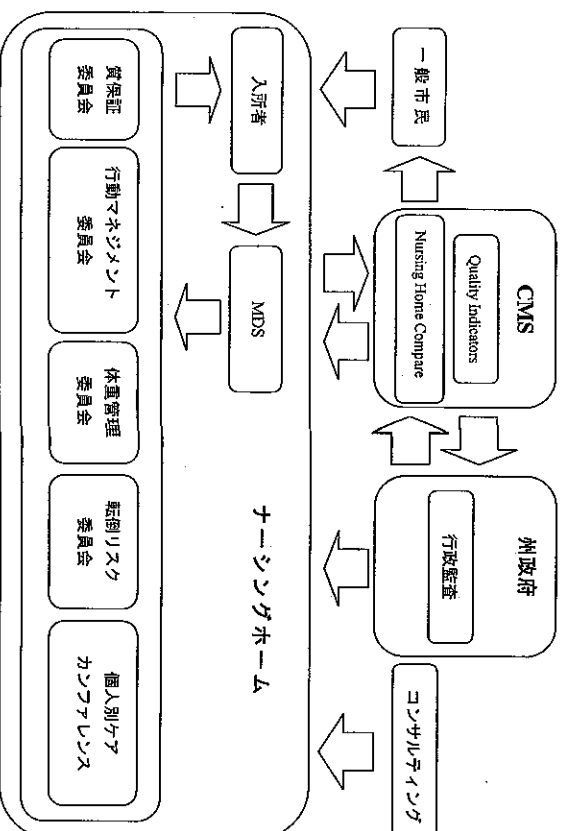 CMS
Quality Indicators
Nursing Home Compare
州政府
行政監査
一般市民
コンサルティング
入所者
MDS
ナーシングホーム
質保証
委員会
行動マネジメント
委員会
体重管理
委員会
転倒リスク
委員会
個人別ケア
カンファレンス